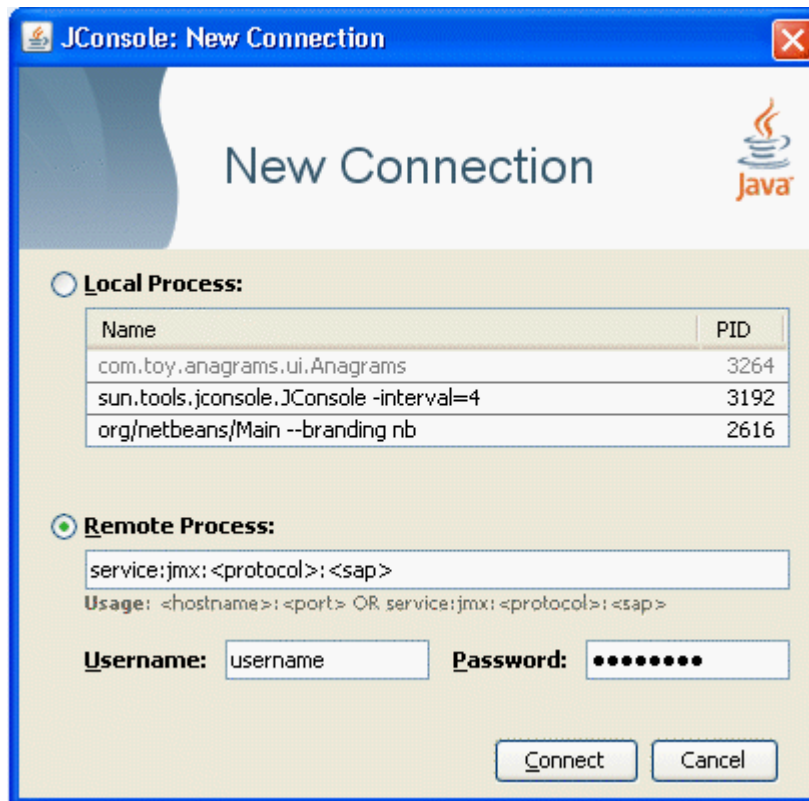 JConsole: New Connection
New Connection
Java
Local Process:
Name PID
com.toy.anagrams.ui.Anagrams 3264
sun.tools.jconsole.JConsole -interval=4 3192
org/netbeans/Main --branding nb 2616
Remote Process:
service:jmx:<protocol>:<sap>
Usage: <hostname>:<port> OR service:jmx:<protocol>:<sap>
Username: username Password: ●●●●●●●●
Connect Cancel